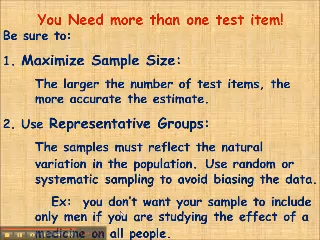 You Need more than one test item!
Be sure to:
1. Maximize Sample Size:
The larger the number of test items, the
more accurate the estimate.
2. Use Representative Groups:
The samples must reflect the natural
variation in the population. Use random or
systematic sampling to avoid biasing the data.
Ex: you don't want your sample to include
only men if you are studying the effect of a
medicine on all people.